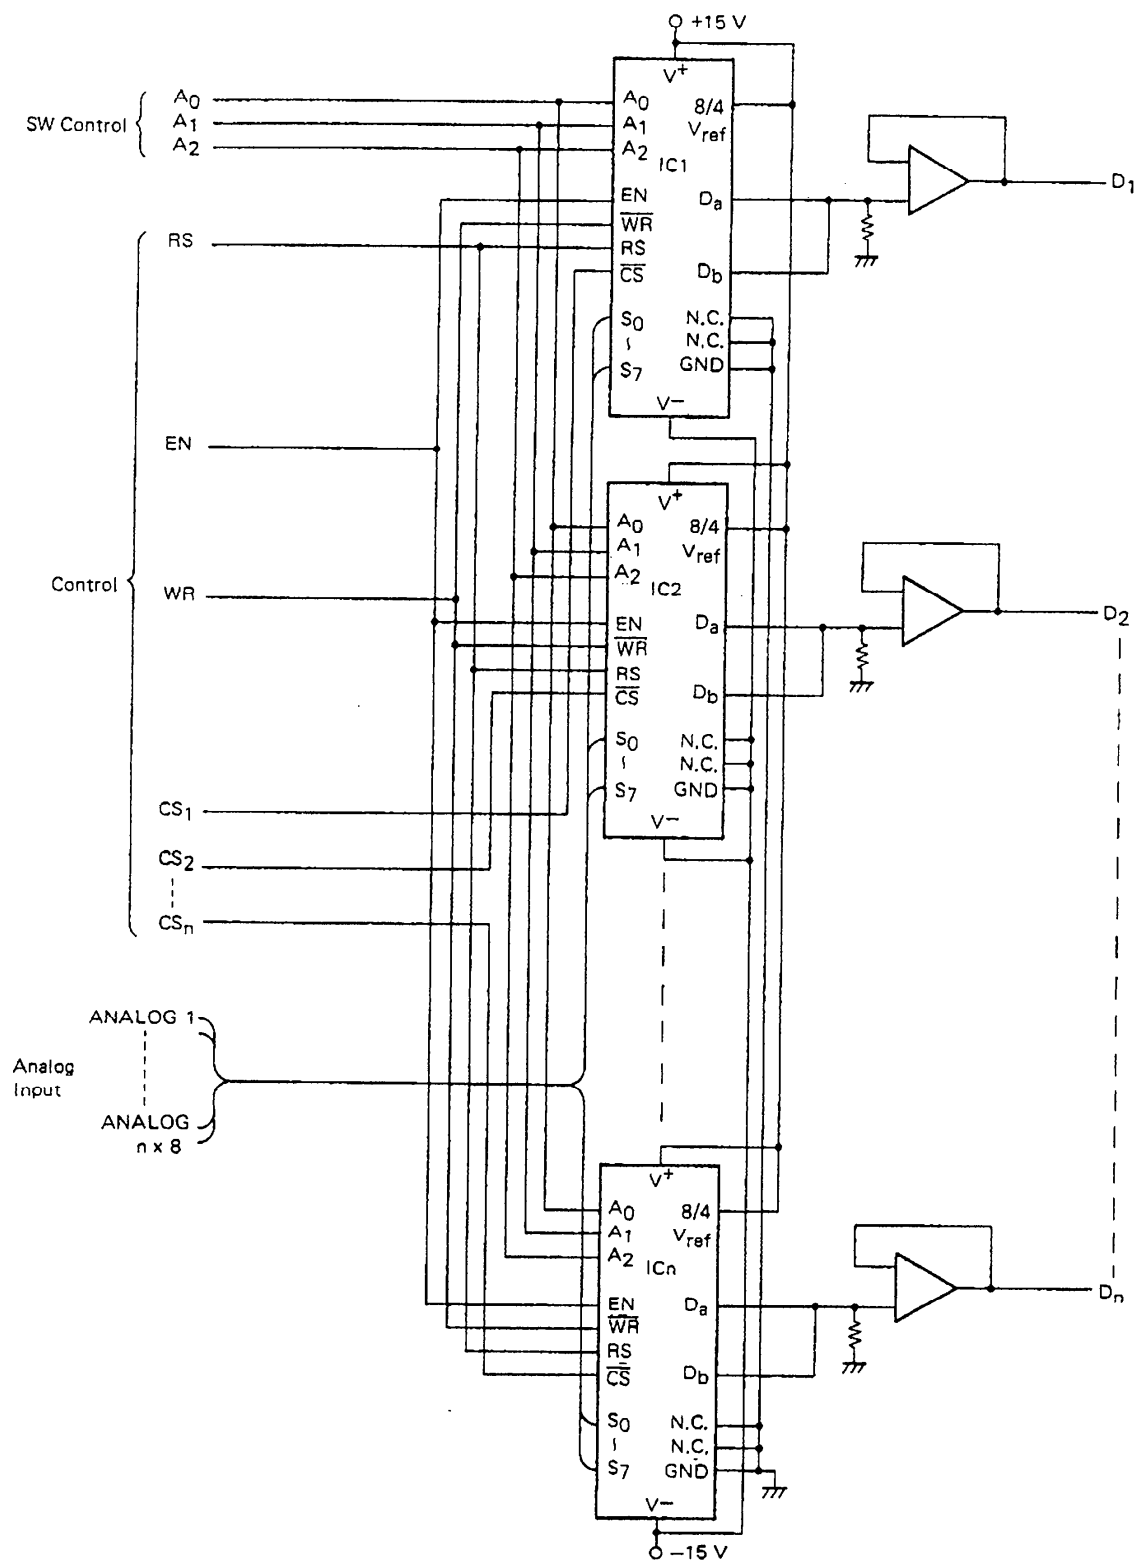 +15 V
SW Control
A0
A1
A2
Control
RS
EN
WR
CS1
CS2
CSn
Analog
Input
ANALOG 1
ANALOG
n x 8
V+
A0
A1
A2
IC1
EN
WR
RS
CS
S0
~
S7
8/4
Vref
Da
Db
N.C.
N.C.
GND
V−
D1
V+
A0
A1
A2
IC2
EN
WR
RS
CS
S0
~
S7
8/4
Vref
Da
Db
N.C.
N.C.
GND
V−
D2
V+
A0
A1
A2
ICn
EN
WR
RS
CS
S0
~
S7
8/4
Vref
Da
Db
N.C.
N.C.
GND
V−
Dn
−15 V